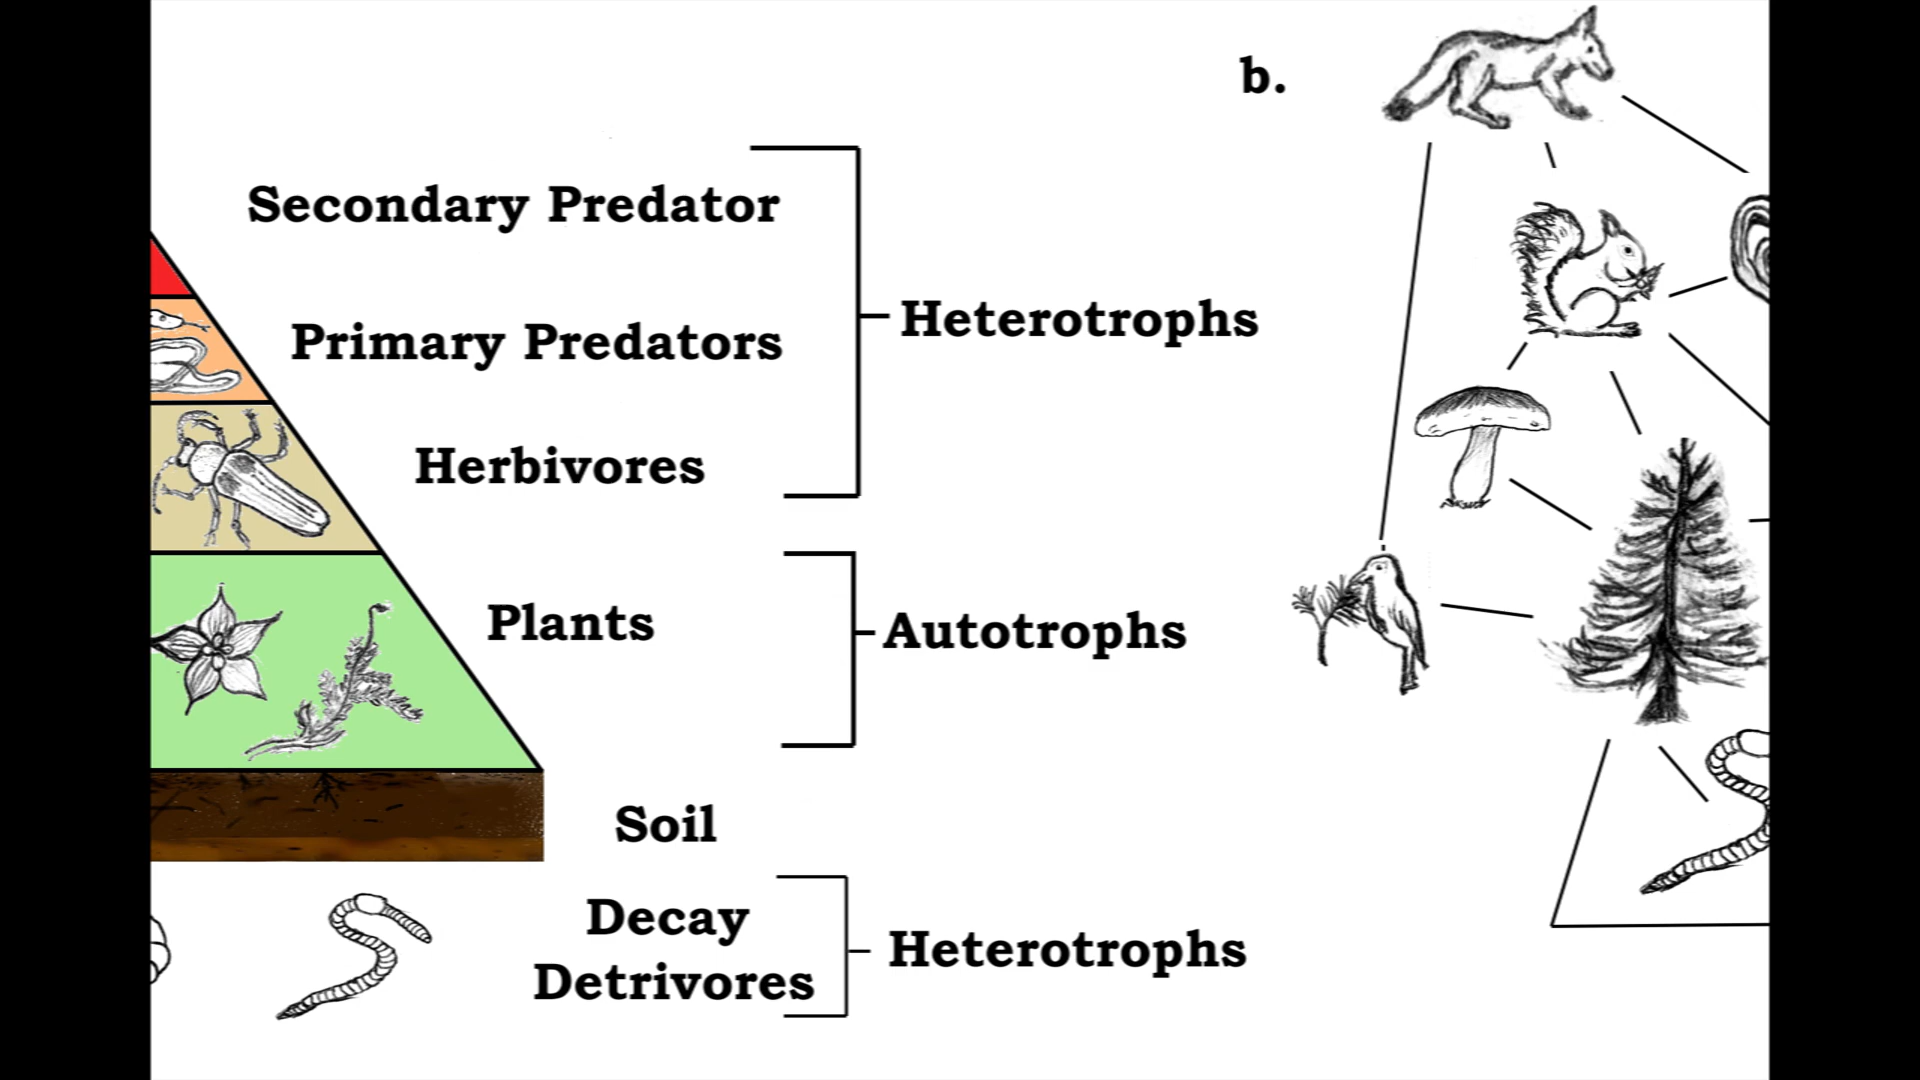 b.
Secondary Predator
Primary Predators
Heterotrophs
Herbivores
Plants
Autotrophs
Soil
Decay
Detrivores
Heterotrophs